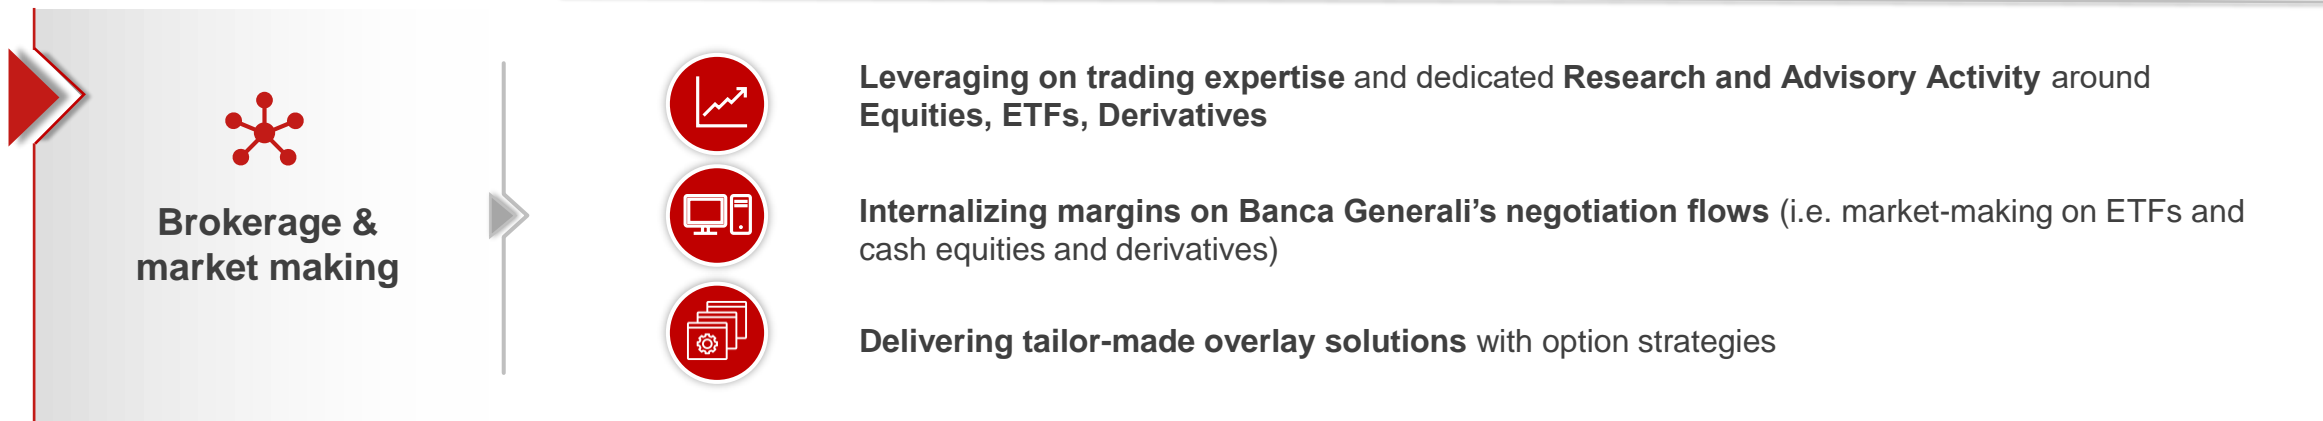 Brokerage &
market making
Leveraging on trading expertise and dedicated Research and Advisory Activity around
Equities, ETFs, Derivatives
Internalizing margins on Banca Generali’s negotiation flows (i.e. market-making on ETFs and
cash equities and derivatives)
Delivering tailor-made overlay solutions with option strategies